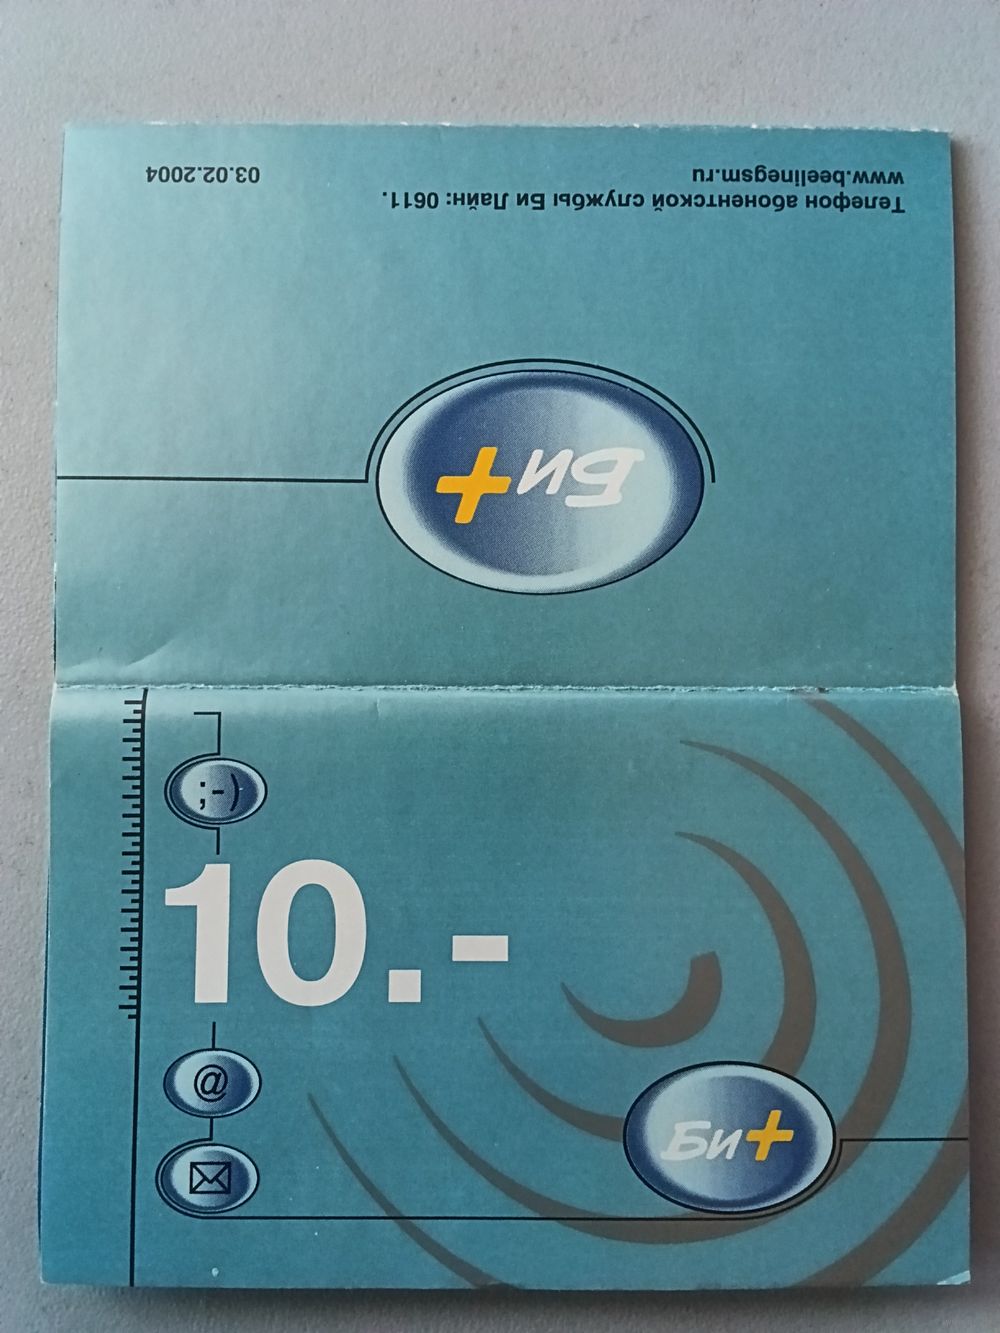 Телефон абонентской службы Би Лайн: 0611.
www.beelinegsm.ru
03.02.2004
Би+
;-)
10.-
@
Би+